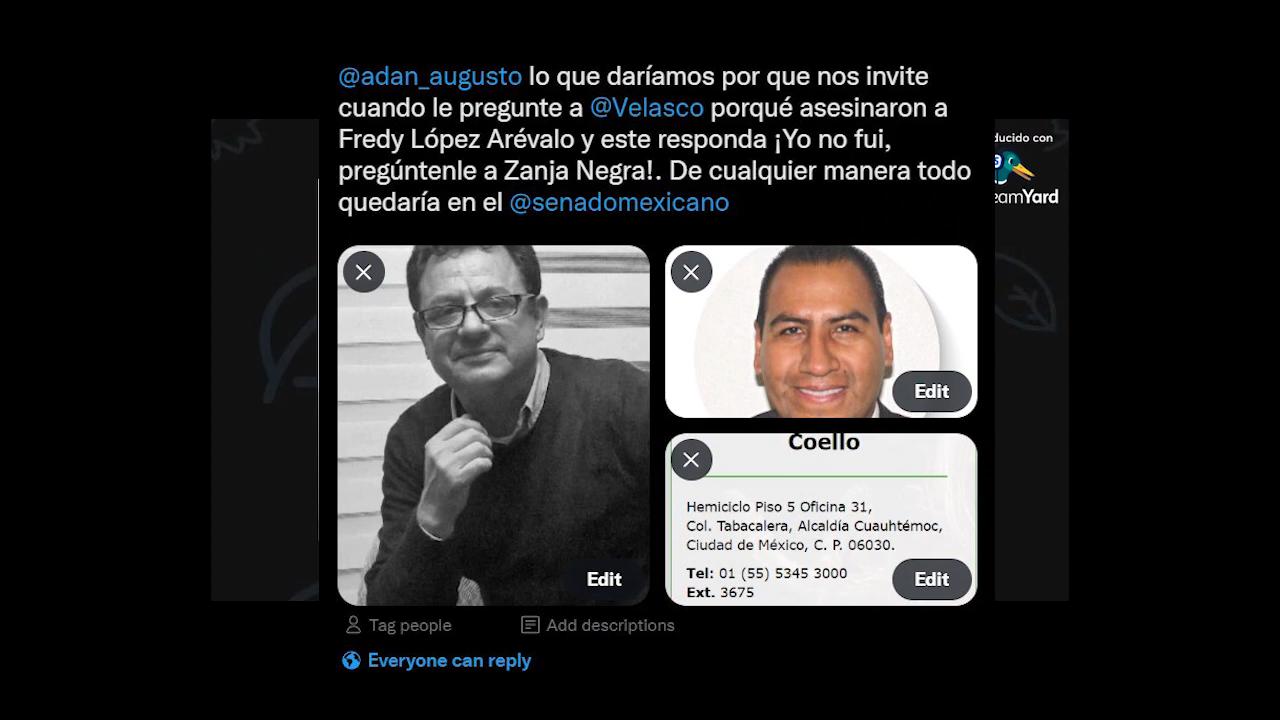 @adan_augusto lo que daríamos por que nos invite
cuando le pregunte a @Velasco porqué asesinaron a
Fredy López Arévalo y este responda ¡Yo no fui,
pregúntenle a Zanja Negra!. De cualquier manera todo
quedaría en el @senadomexicano
ducido con
eamYard
Edit
Coello
Hemiciclo Piso 5 Oficina 31,
Col. Tabacalera, Alcaldía Cuauhtémoc,
Ciudad de México, C. P. 06030.
Tel: 01 (55) 5345 3000
Ext. 3675
Edit
Edit
Tag people
Add descriptions
Everyone can reply